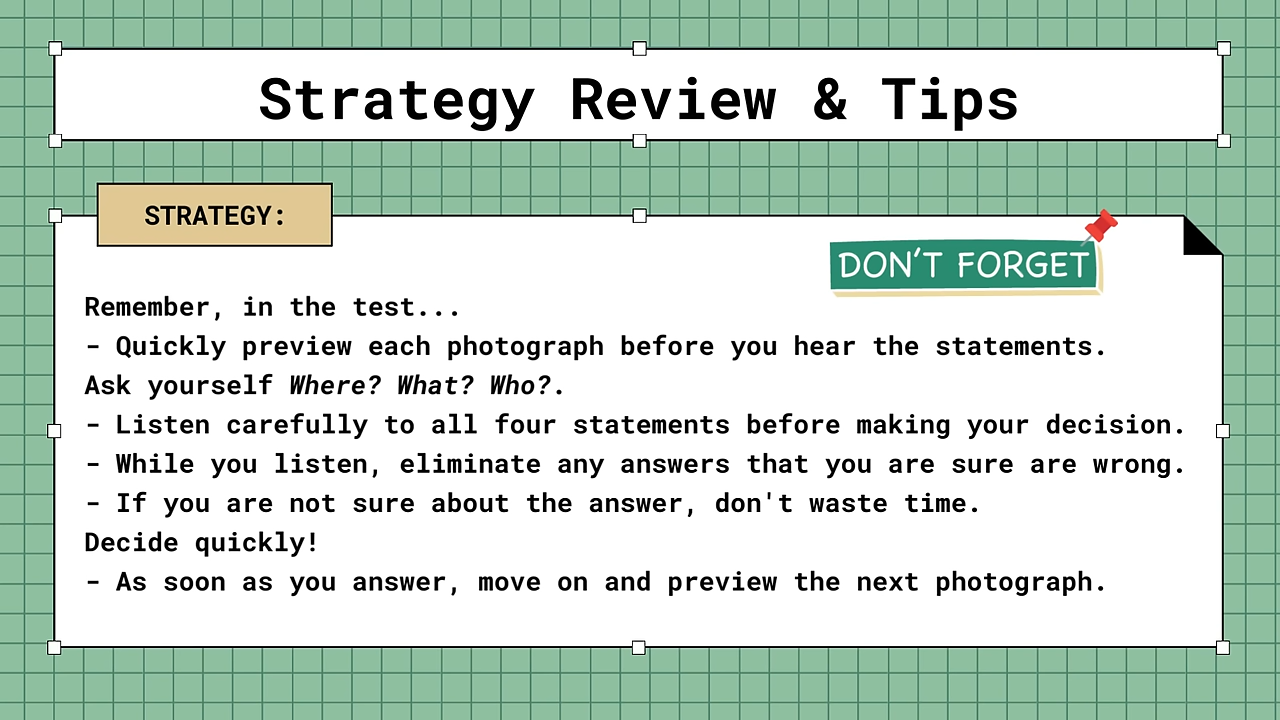 Strategy Review & Tips
STRATEGY:
DON'T FORGET
Remember, in the test...
- Quickly preview each photograph before you hear the statements.
Ask yourself Where? What? Who?.
- Listen carefully to all four statements before making your decision.
- While you listen, eliminate any answers that you are sure are wrong.
- If you are not sure about the answer, don't waste time.
Decide quickly!
- As soon as you answer, move on and preview the next photograph.